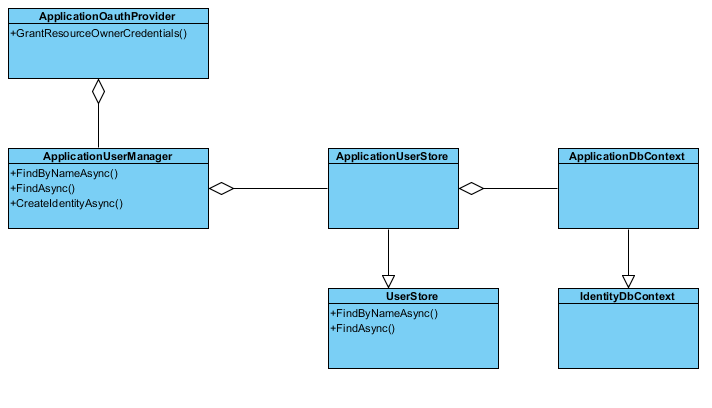 ApplicationOauthProvider
+GrantResourceOwnerCredentials()
ApplicationUserManager
+FindByNameAsync()
+FindAsync()
+CreateIdentityAsync()
ApplicationUserStore
ApplicationDbContext
UserStore
+FindByNameAsync()
+FindAsync()
IdentityDbContext